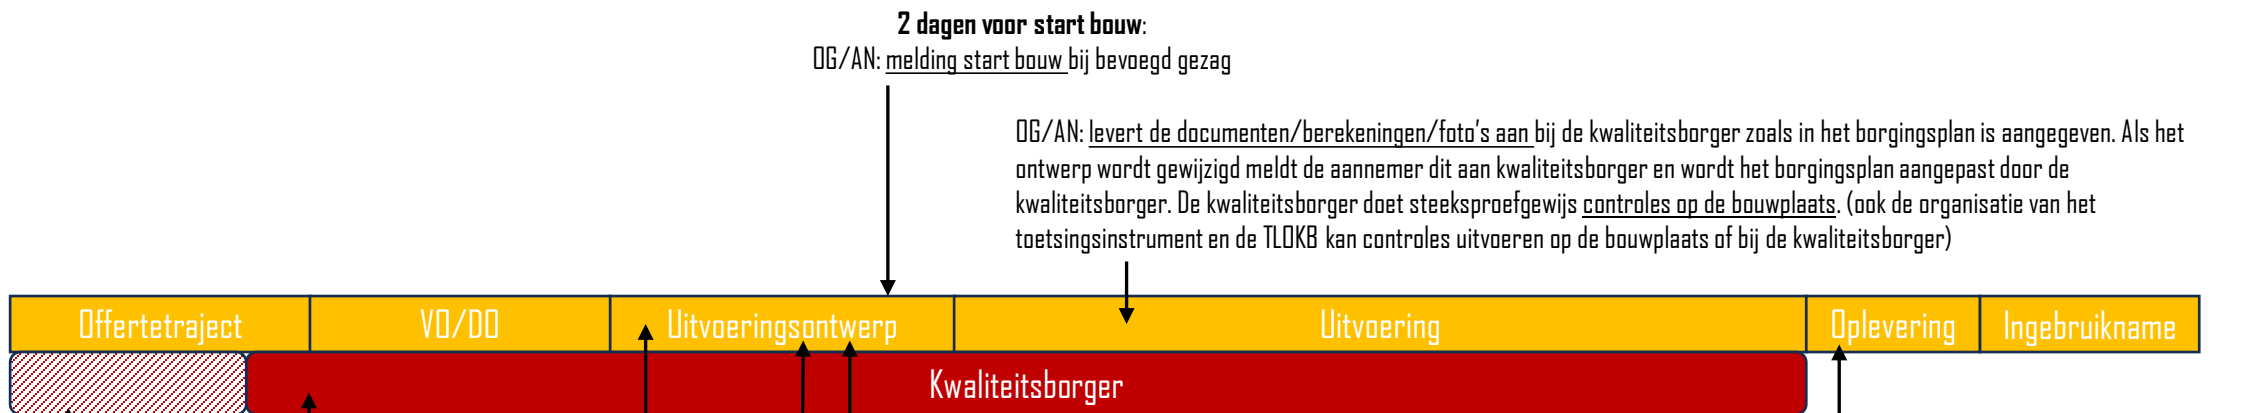 2 dagen voor start bouw:
OG/AN: melding start bouw bij bevoegd gezag
OG/AN: levert de documenten/berekeningen/foto's aan bij de kwaliteitsborger zoals in het borgingsplan is aangegeven. Als het
ontwerp wordt gewijzigd meldt de aannemer dit aan kwaliteitsborger en wordt het borgingsplan aangepast door de
kwaliteitsborger. De kwaliteitsborger doet steeksproefgewijs controles op de bouwplaats. (ook de organisatie van het
toetsingsinstrument en de TLOKB kan controles uitvoeren op de bouwplaats of bij de kwaliteitsborger)
Offertetraject VO/DO Uitvoeringsontwerp Uitvoering Oplevering Ingebruikname
Kwaliteitsborger